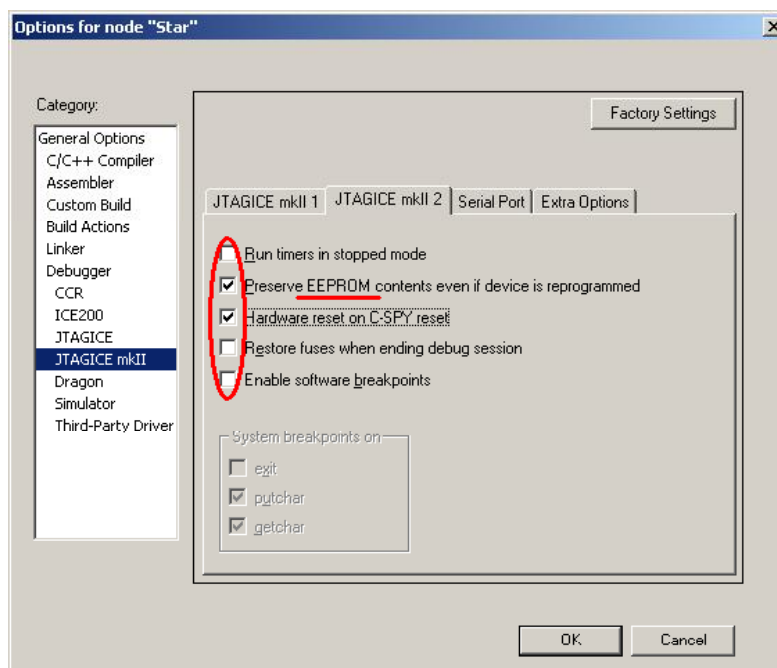 Options for node "Star"
Category:
Factory Settings
General Options
C/C++ Compiler
Assembler
Custom Build
Build Actions
Linker
Debugger
CCR
ICE200
JTAGICE
JTAGICE mkII
Dragon
Simulator
Third-Party Driver
JTAGICE mkII 1 JTAGICE mkII 2 Serial Port Extra Options
Run timers in stopped mode
Preserve EEPROM contents even if device is reprogrammed
Hardware reset on C-SPY reset
Restore fuses when ending debug session
Enable software breakpoints
System breakpoints on
exit
putchar
getchar
OK Cancel